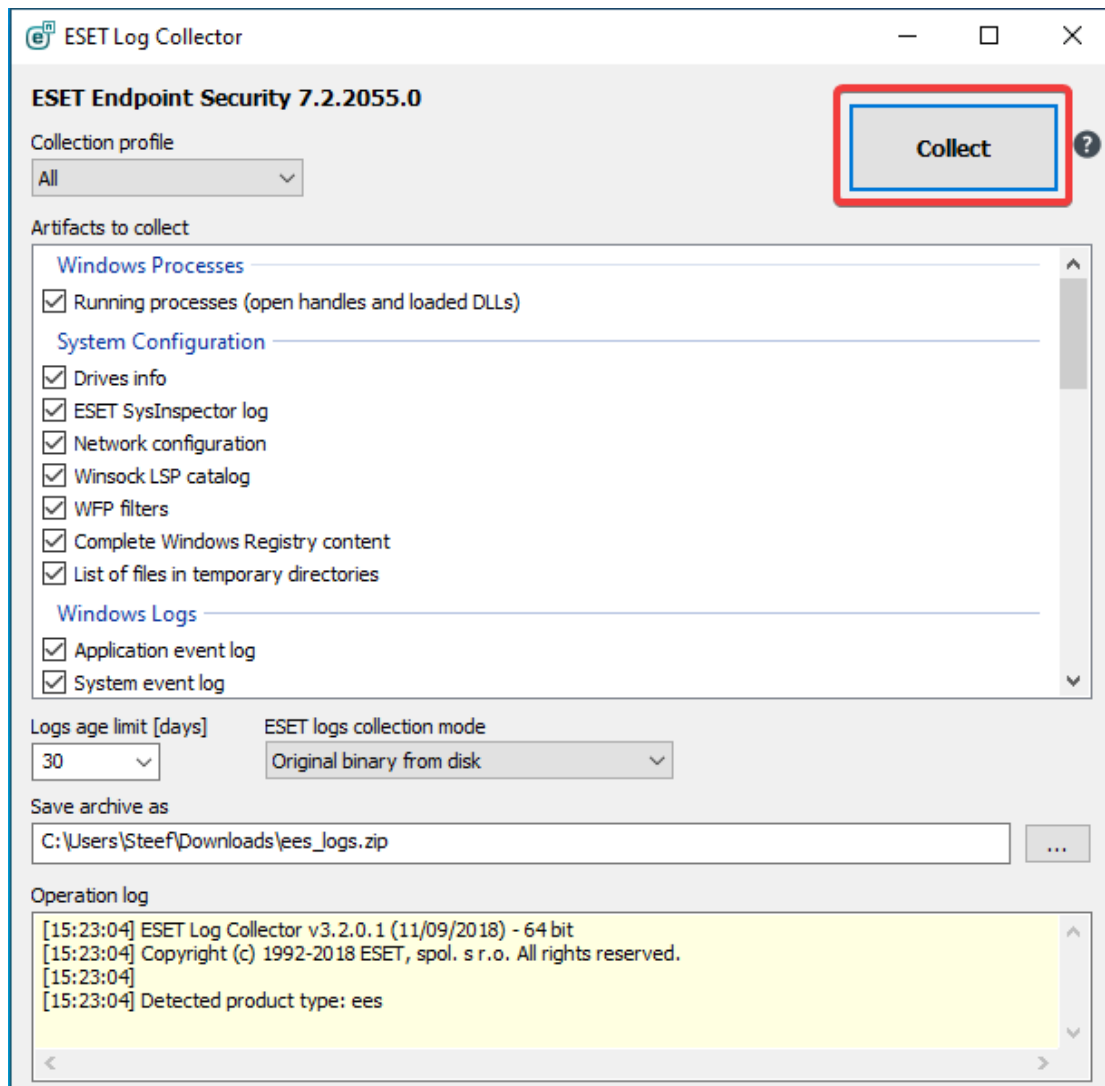 ESET Log Collector
ESET Endpoint Security 7.2.2055.0
Collection profile
All
Collect
?
Artifacts to collect
Windows Processes
Running processes (open handles and loaded DLLs)
System Configuration
Drives info
ESET SysInspector log
Network configuration
Winsock LSP catalog
WFP filters
Complete Windows Registry content
List of files in temporary directories
Windows Logs
Application event log
System event log
Logs age limit [days] ESET logs collection mode
30 Original binary from disk
Save archive as
C:\Users\Steef\Downloads\ees_logs.zip ...
Operation log
[15:23:04] ESET Log Collector v3.2.0.1 (11/09/2018) - 64 bit
[15:23:04] Copyright (c) 1992-2018 ESET, spol. s r.o. All rights reserved.
[15:23:04]
[15:23:04] Detected product type: ees